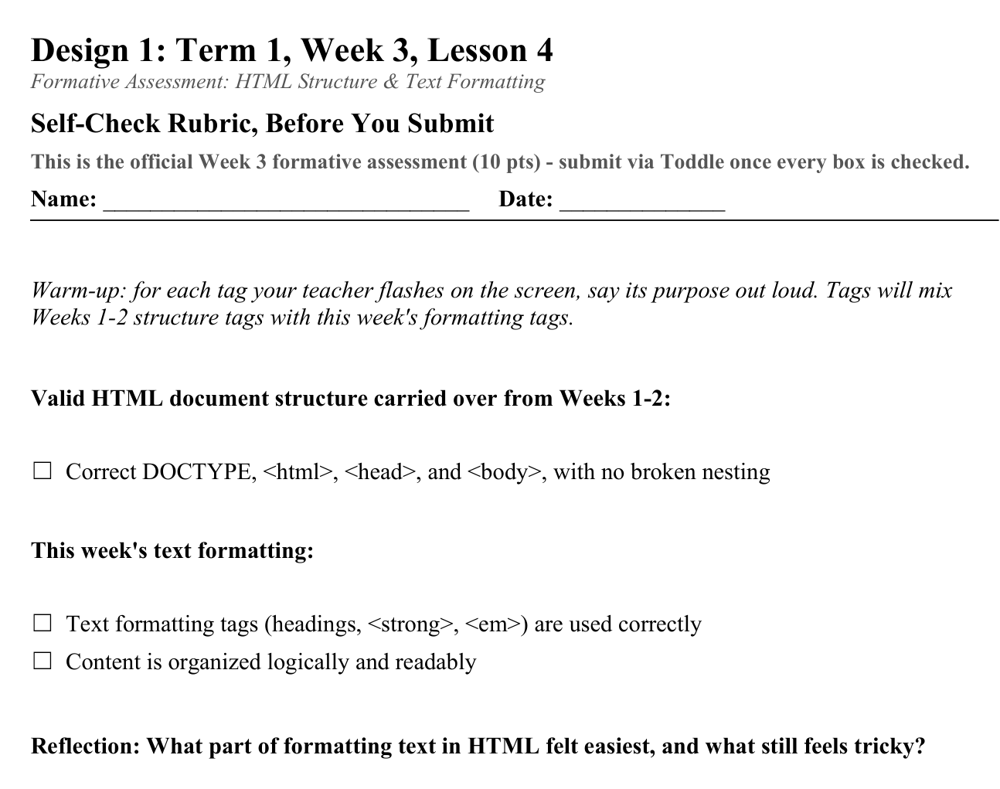 Design 1: Term 1, Week 3, Lesson 4
Formative Assessment: HTML Structure & Text Formatting
Self-Check Rubric, Before You Submit
This is the official Week 3 formative assessment (10 pts) - submit via Toddle once every box is checked.
Name: _______________________________ Date: ______________
Warm-up: for each tag your teacher flashes on the screen, say its purpose out loud. Tags will mix
Weeks 1-2 structure tags with this week's formatting tags.
Valid HTML document structure carried over from Weeks 1-2:
☐ Correct DOCTYPE, <html>, <head>, and <body>, with no broken nesting
This week's text formatting:
☐ Text formatting tags (headings, <strong>, <em>) are used correctly
☐ Content is organized logically and readably
Reflection: What part of formatting text in HTML felt easiest, and what still feels tricky?